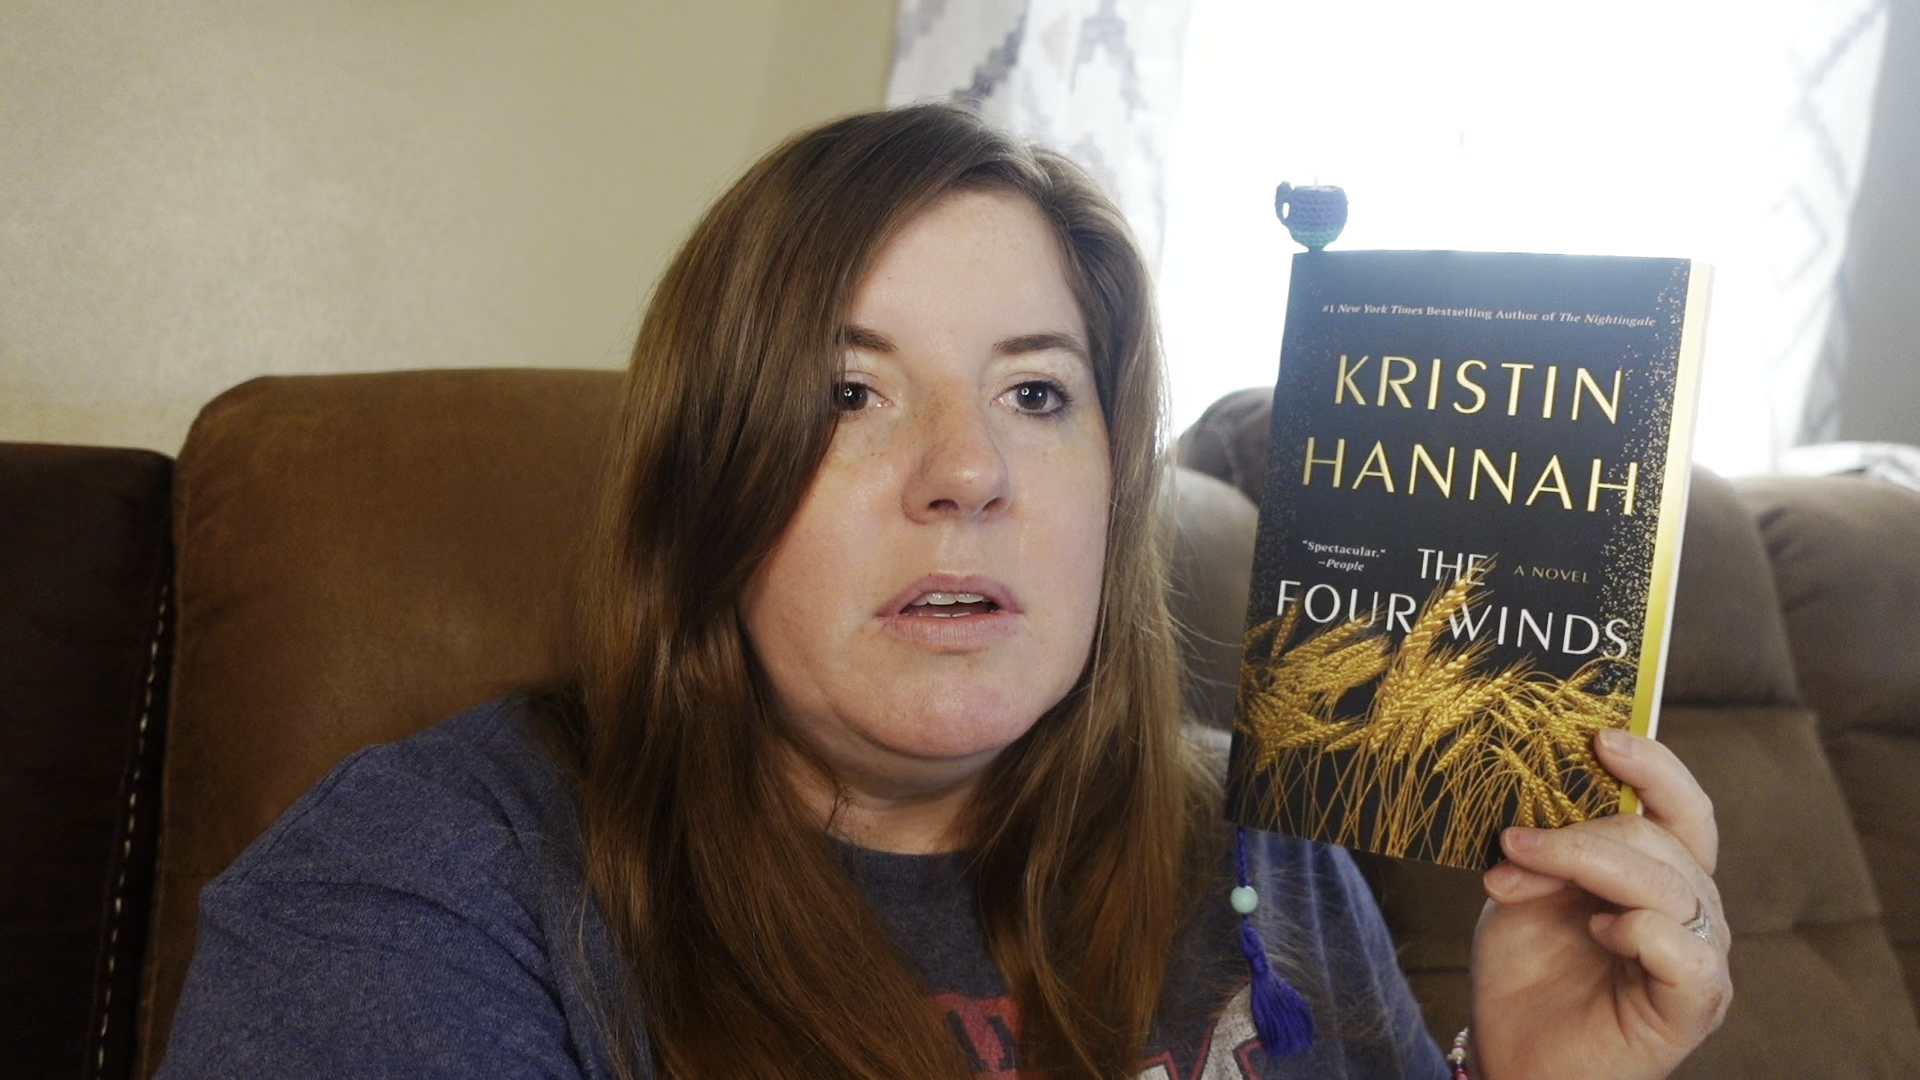 #1 New York Times Bestselling Author of The Nightingale
KRISTIN
HANNAH
"Spectacular."
—People
THE
A NOVEL
FOUR WINDS